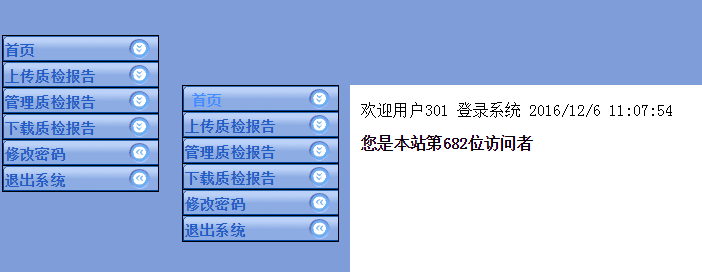 首页
上传质检报告
管理质检报告
下载质检报告
修改密码
退出系统
首页
上传质检报告
管理质检报告
下载质检报告
修改密码
退出系统
欢迎用户301 登录系统 2016/12/6 11:07:54
您是本站第682位访问者